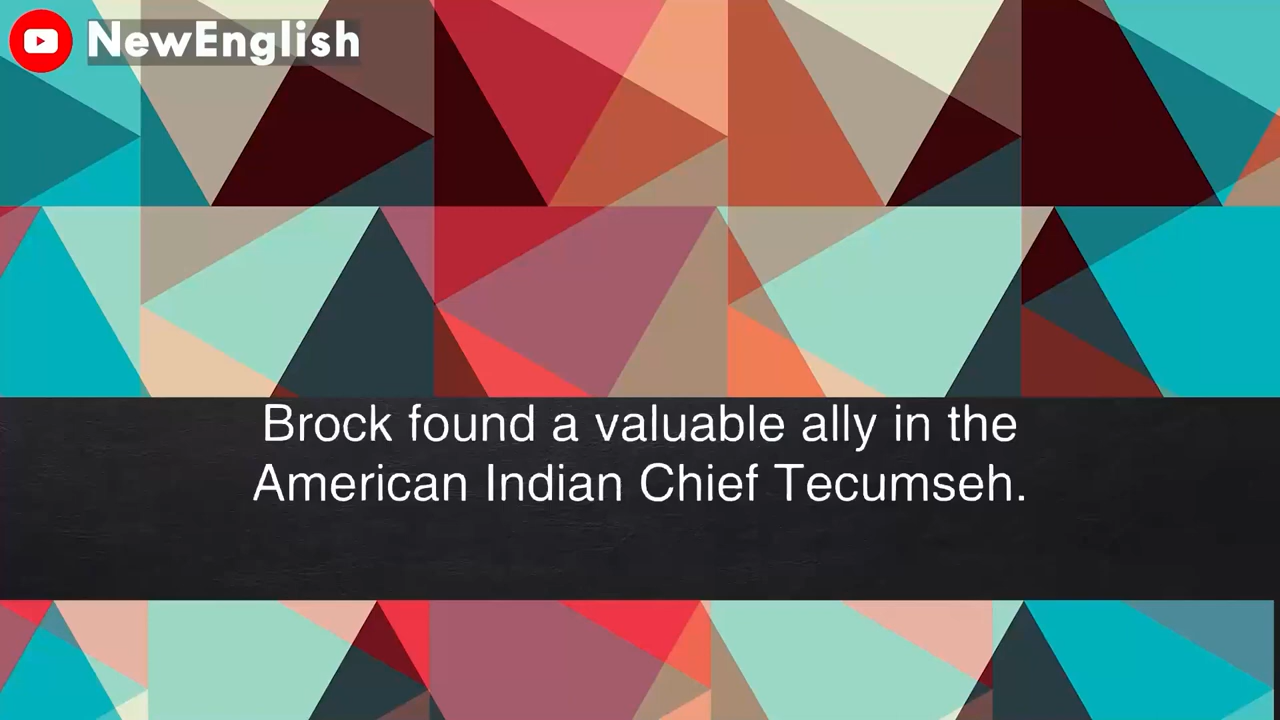 NewEnglish
Brock found a valuable ally in the
American Indian Chief Tecumseh.